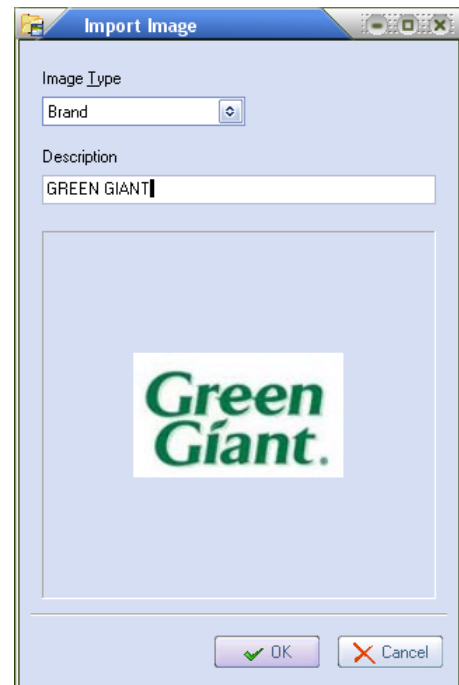 Import Image
Image Type
Brand
Description
GREEN GIANT
Green
Giant.
OK
Cancel